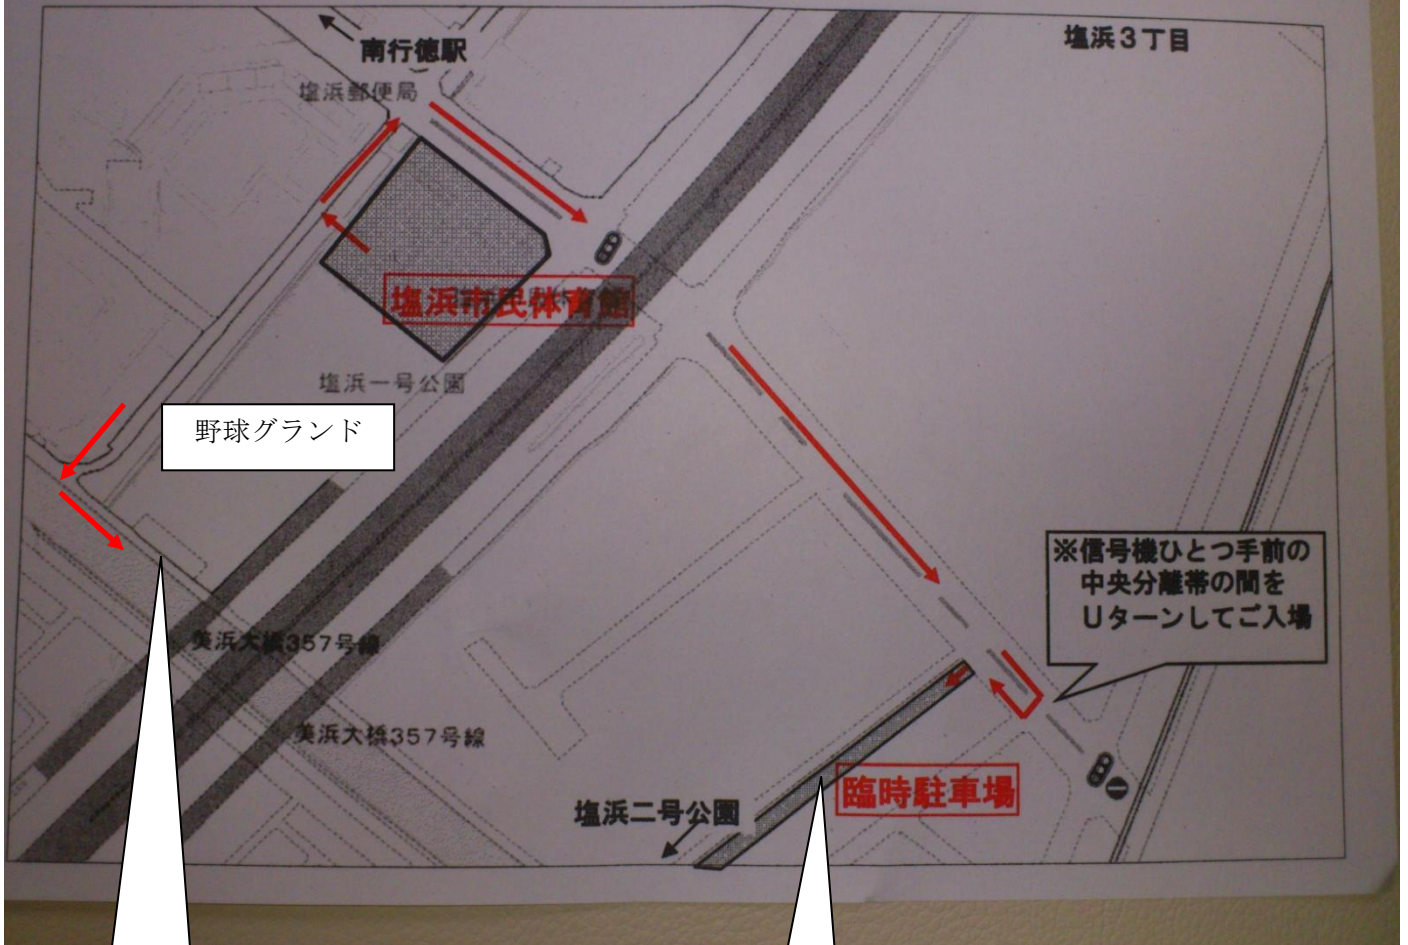 南行徳駅
塩浜郵便局
塩浜3丁目
塩浜市民体育館
塩浜一号公園
野球グランド
※信号機ひとつ手前の
中央分離帯の間を
Uターンしてご入場
美浜大橋357号線
美浜大橋357号線
臨時駐車場
塩浜二号公園